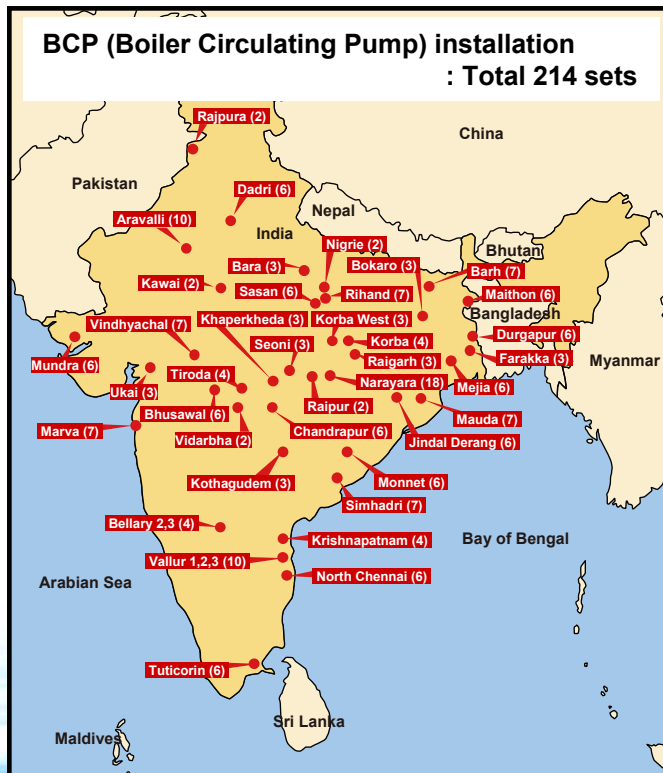 BCP (Boiler Circulating Pump) installation
: Total 214 sets
Rajpura (2)
China
Pakistan
Dadri (6)
Nepal
Aravalli (10)
India
Nigrie (2)
Bhutan
Bara (3)
Bokaro (3)
Barh (7)
Kawai (2)
Sasan (6)
Rihand (7)
Maithon (6)
Khaperkheda (3)
Korba West (3)
Bangladesh
Vindhyachal (7)
Durgapur (6)
Seoni (3)
Korba (4)
Farakka (3)
Mundra (6)
Raigarh (3)
Myanmar
Tiroda (4)
Narayara (18)
Mejia (6)
Ukai (3)
Raipur (2)
Mauda (7)
Bhusawal (6)
Marva (7)
Vidarbha (2)
Chandrapur (6)
Jindal Derang (6)
Kothagudem (3)
Monnet (6)
Simhadri (7)
Bellary 2,3 (4)
Krishnapatnam (4)
Bay of Bengal
Vallur 1,2,3 (10)
North Chennai (6)
Arabian Sea
Tuticorin (6)
Sri Lanka
Maldives